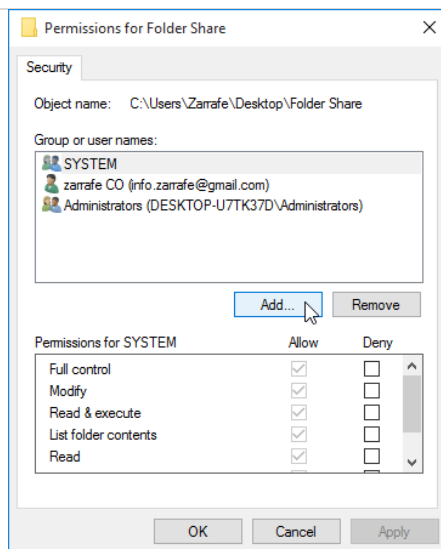 Permissions for Folder Share
Security
Object name: C:\Users\Zarrafe\Desktop\Folder Share
Group or user names:
SYSTEM
zarrafe CO (info.zarrafe@gmail.com)
Administrators (DESKTOP-U7TK37D\Administrators)
Add... Remove
Permissions for SYSTEM Allow Deny
Full control
Modify
Read & execute
List folder contents
Read
OK Cancel Apply